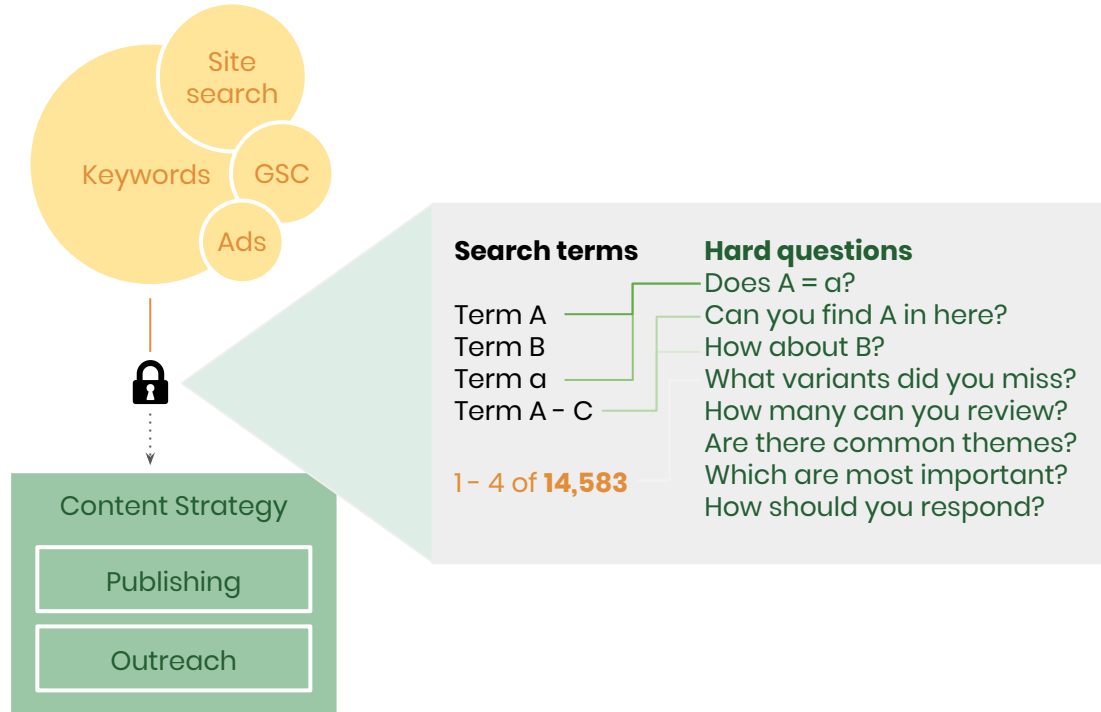 Site
search
Keywords
GSC
Ads
Search terms
Term A
Term B
Term a
Term A - C
1 - 4 of 14,583
Hard questions
Does A = a?
Can you find A in here?
How about B?
What variants did you miss?
How many can you review?
Are there common themes?
Which are most important?
How should you respond?
Content Strategy
Publishing
Outreach